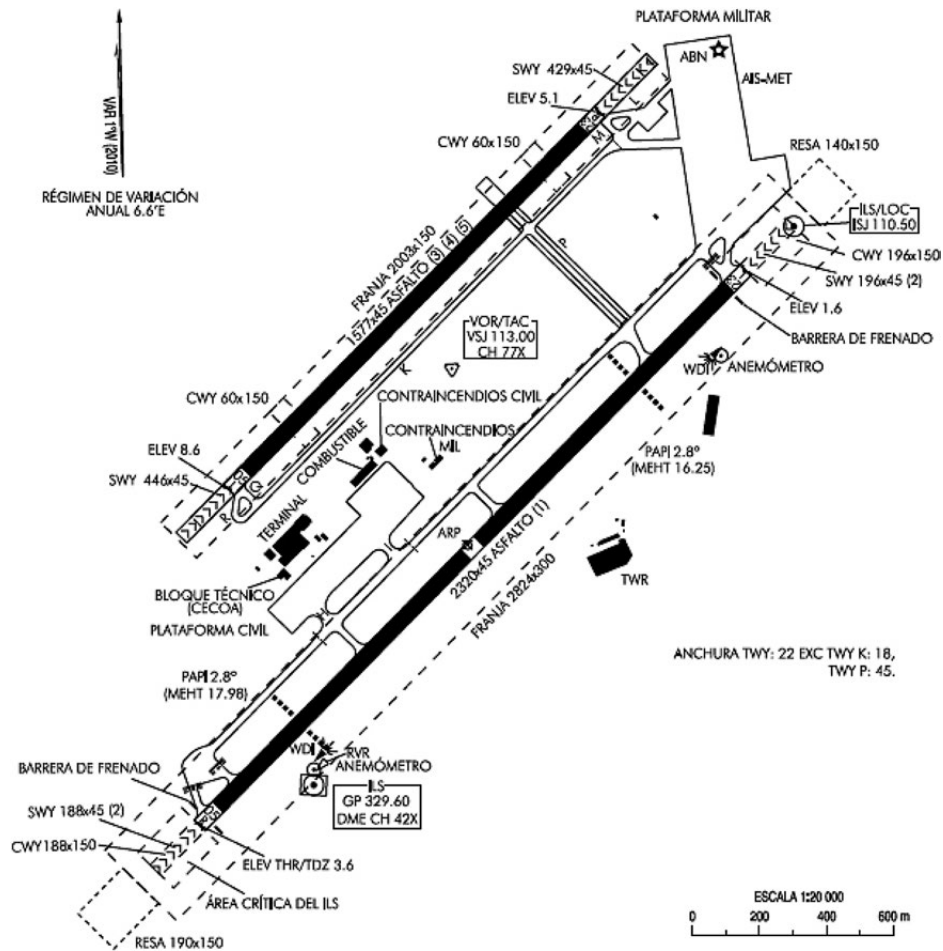 PLATAFORMA MILITAR
ABN
AIS-MET
SWY 429x45
ELEV 5.1
CWY 60x150
VAR 1°W (2010)
RÉGIMEN DE VARIACIÓN
ANUAL 6.6'E
RESA 140x150
ILS/LOC
ISJ 110.50
CWY 196x150
SWY 196x45 (2)
ELEV 1.6
BARRERA DE FRENADO
M
P
K
FRANJA 2003x150
1577x45 ASFALTO (3) (4) (5)
VOR/TAC
VSJ 113.00
CH 77X
23
WDI
ANEMÓMETRO
CWY 60x150
CONTRAINCENDIOS CIVIL
CONTRAINCENDIOS
MIL
COMBUSTIBLE
PAPI 2.8°
(MEHT 16.25)
ELEV 8.6
SWY 446x45
Q
R
TERMINAL
ARP
2320x45 ASFALTO (1)
FRANJA 2824x300
TWR
BLOQUE TÉCNICO
(CECOA)
PLATAFORMA CIVIL
I
H
ANCHURA TWY: 22 EXC TWY K: 18,
TWY P: 45.
PAPI 2.8°
(MEHT 17.98)
WDI
RVR
ANEMÓMETRO
BARRERA DE FRENADO
ILS
GP 329.60
DME CH 42X
SWY 188x45 (2)
05
CWY188x150
ELEV THR/TDZ 3.6
ÁREA CRÍTICA DEL ILS
RESA 190x150
ESCALA 1:20 000
0 200 400 600 m